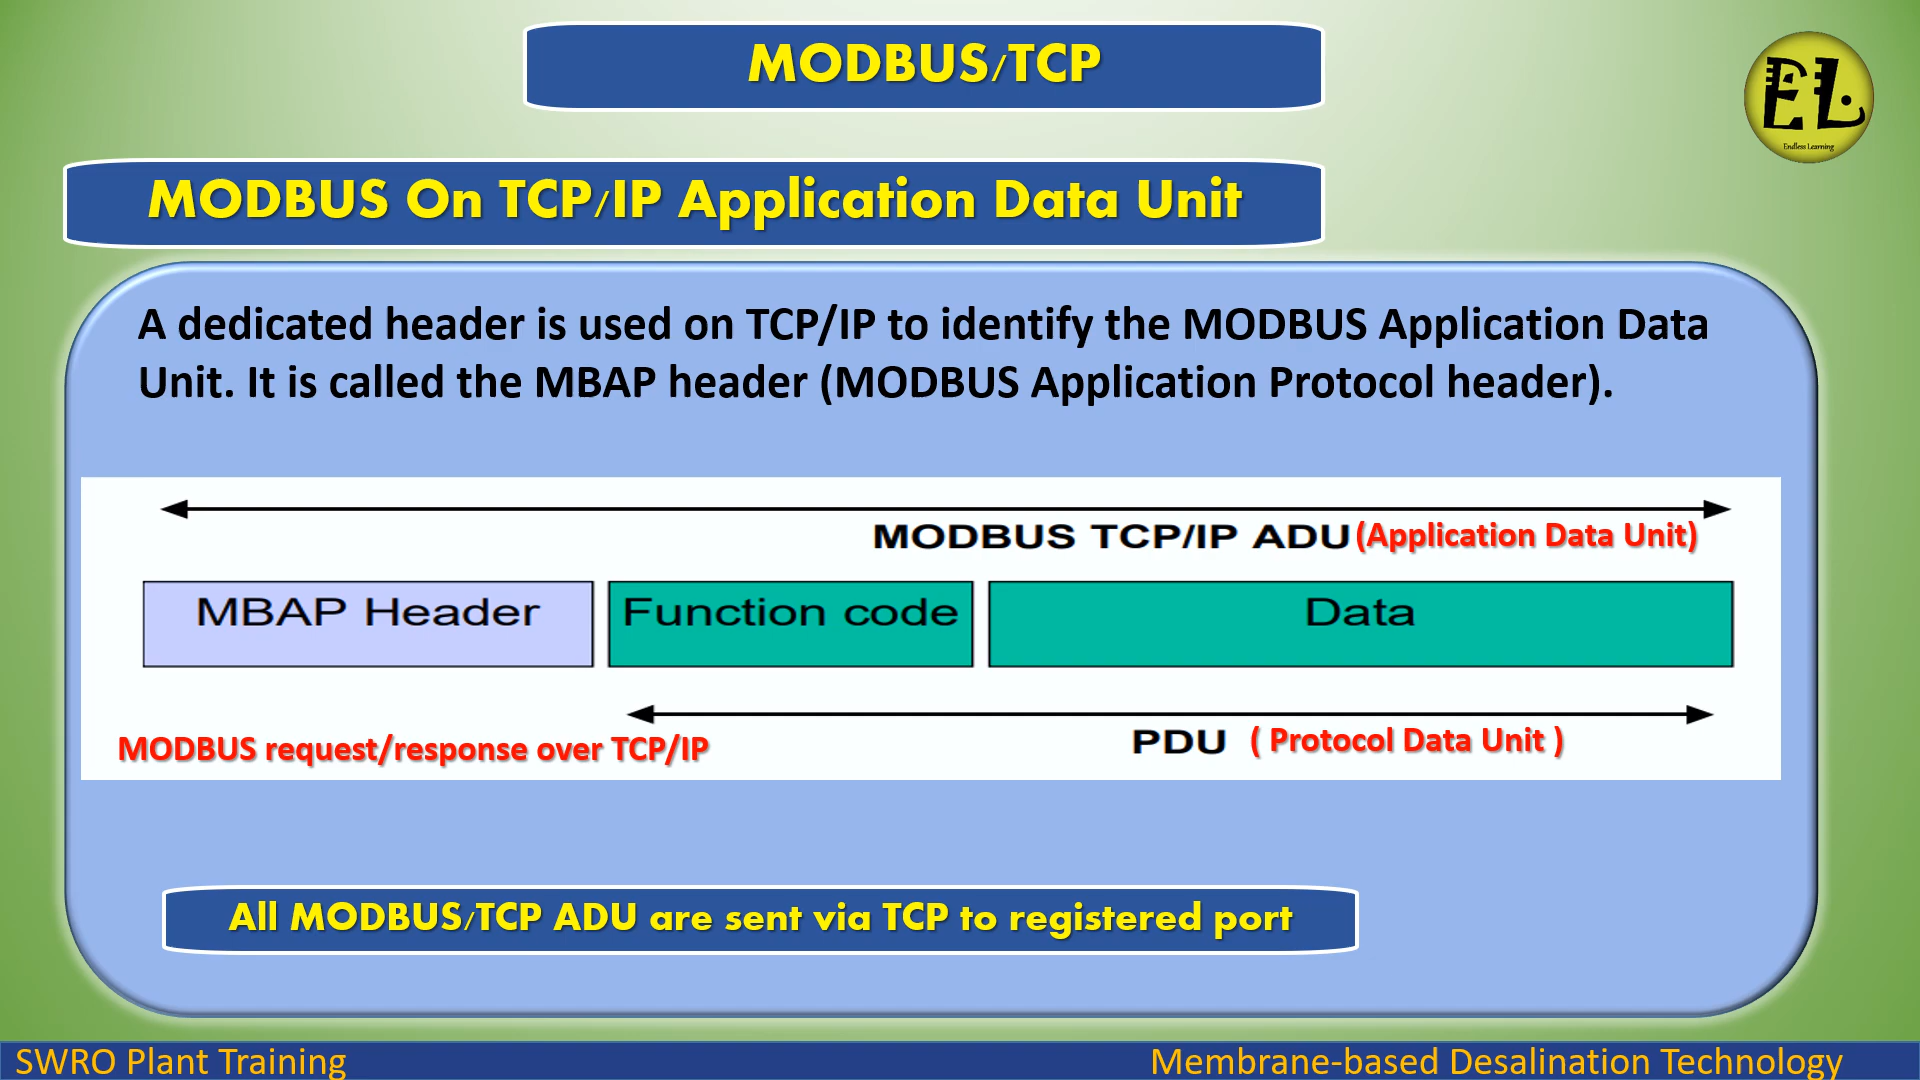 MODBUS/TCP
EL
Endless Learning
MODBUS On TCP/IP Application Data Unit
A dedicated header is used on TCP/IP to identify the MODBUS Application Data
Unit. It is called the MBAP header (MODBUS Application Protocol header).
MODBUS TCP/IP ADU (Application Data Unit)
MBAP Header Function code Data
MODBUS request/response over TCP/IP
PDU ( Protocol Data Unit )
All MODBUS/TCP ADU are sent via TCP to registered port
SWRO Plant Training
Membrane-based Desalination Technology